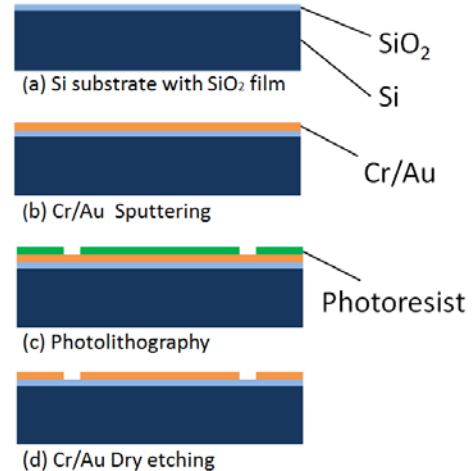 SiO₂
(a) Si substrate with SiO₂ film
Si
Cr/Au
(b) Cr/Au Sputtering
Photoresist
(c) Photolithography
(d) Cr/Au Dry etching